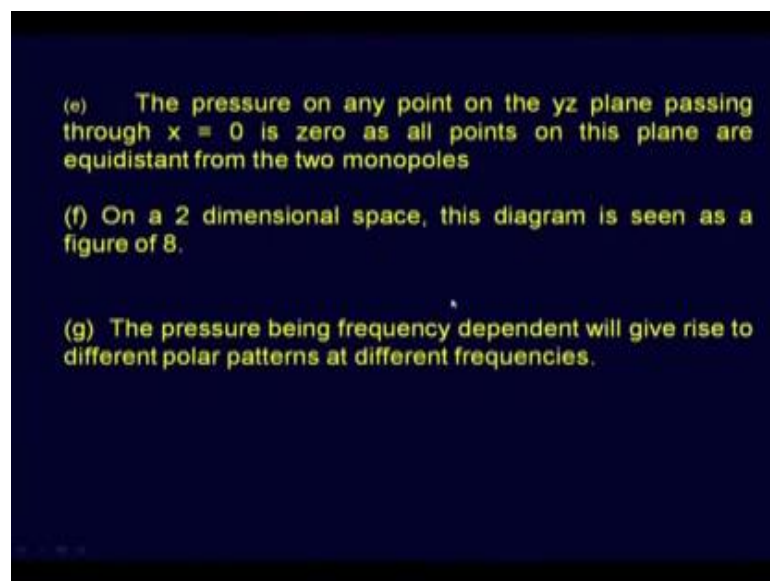 (e) The pressure on any point on the yz plane passing
through x = 0 is zero as all points on this plane are
equidistant from the two monopoles
(f) On a 2 dimensional space, this diagram is seen as a
figure of 8.
(g) The pressure being frequency dependent will give rise to
different polar patterns at different frequencies.